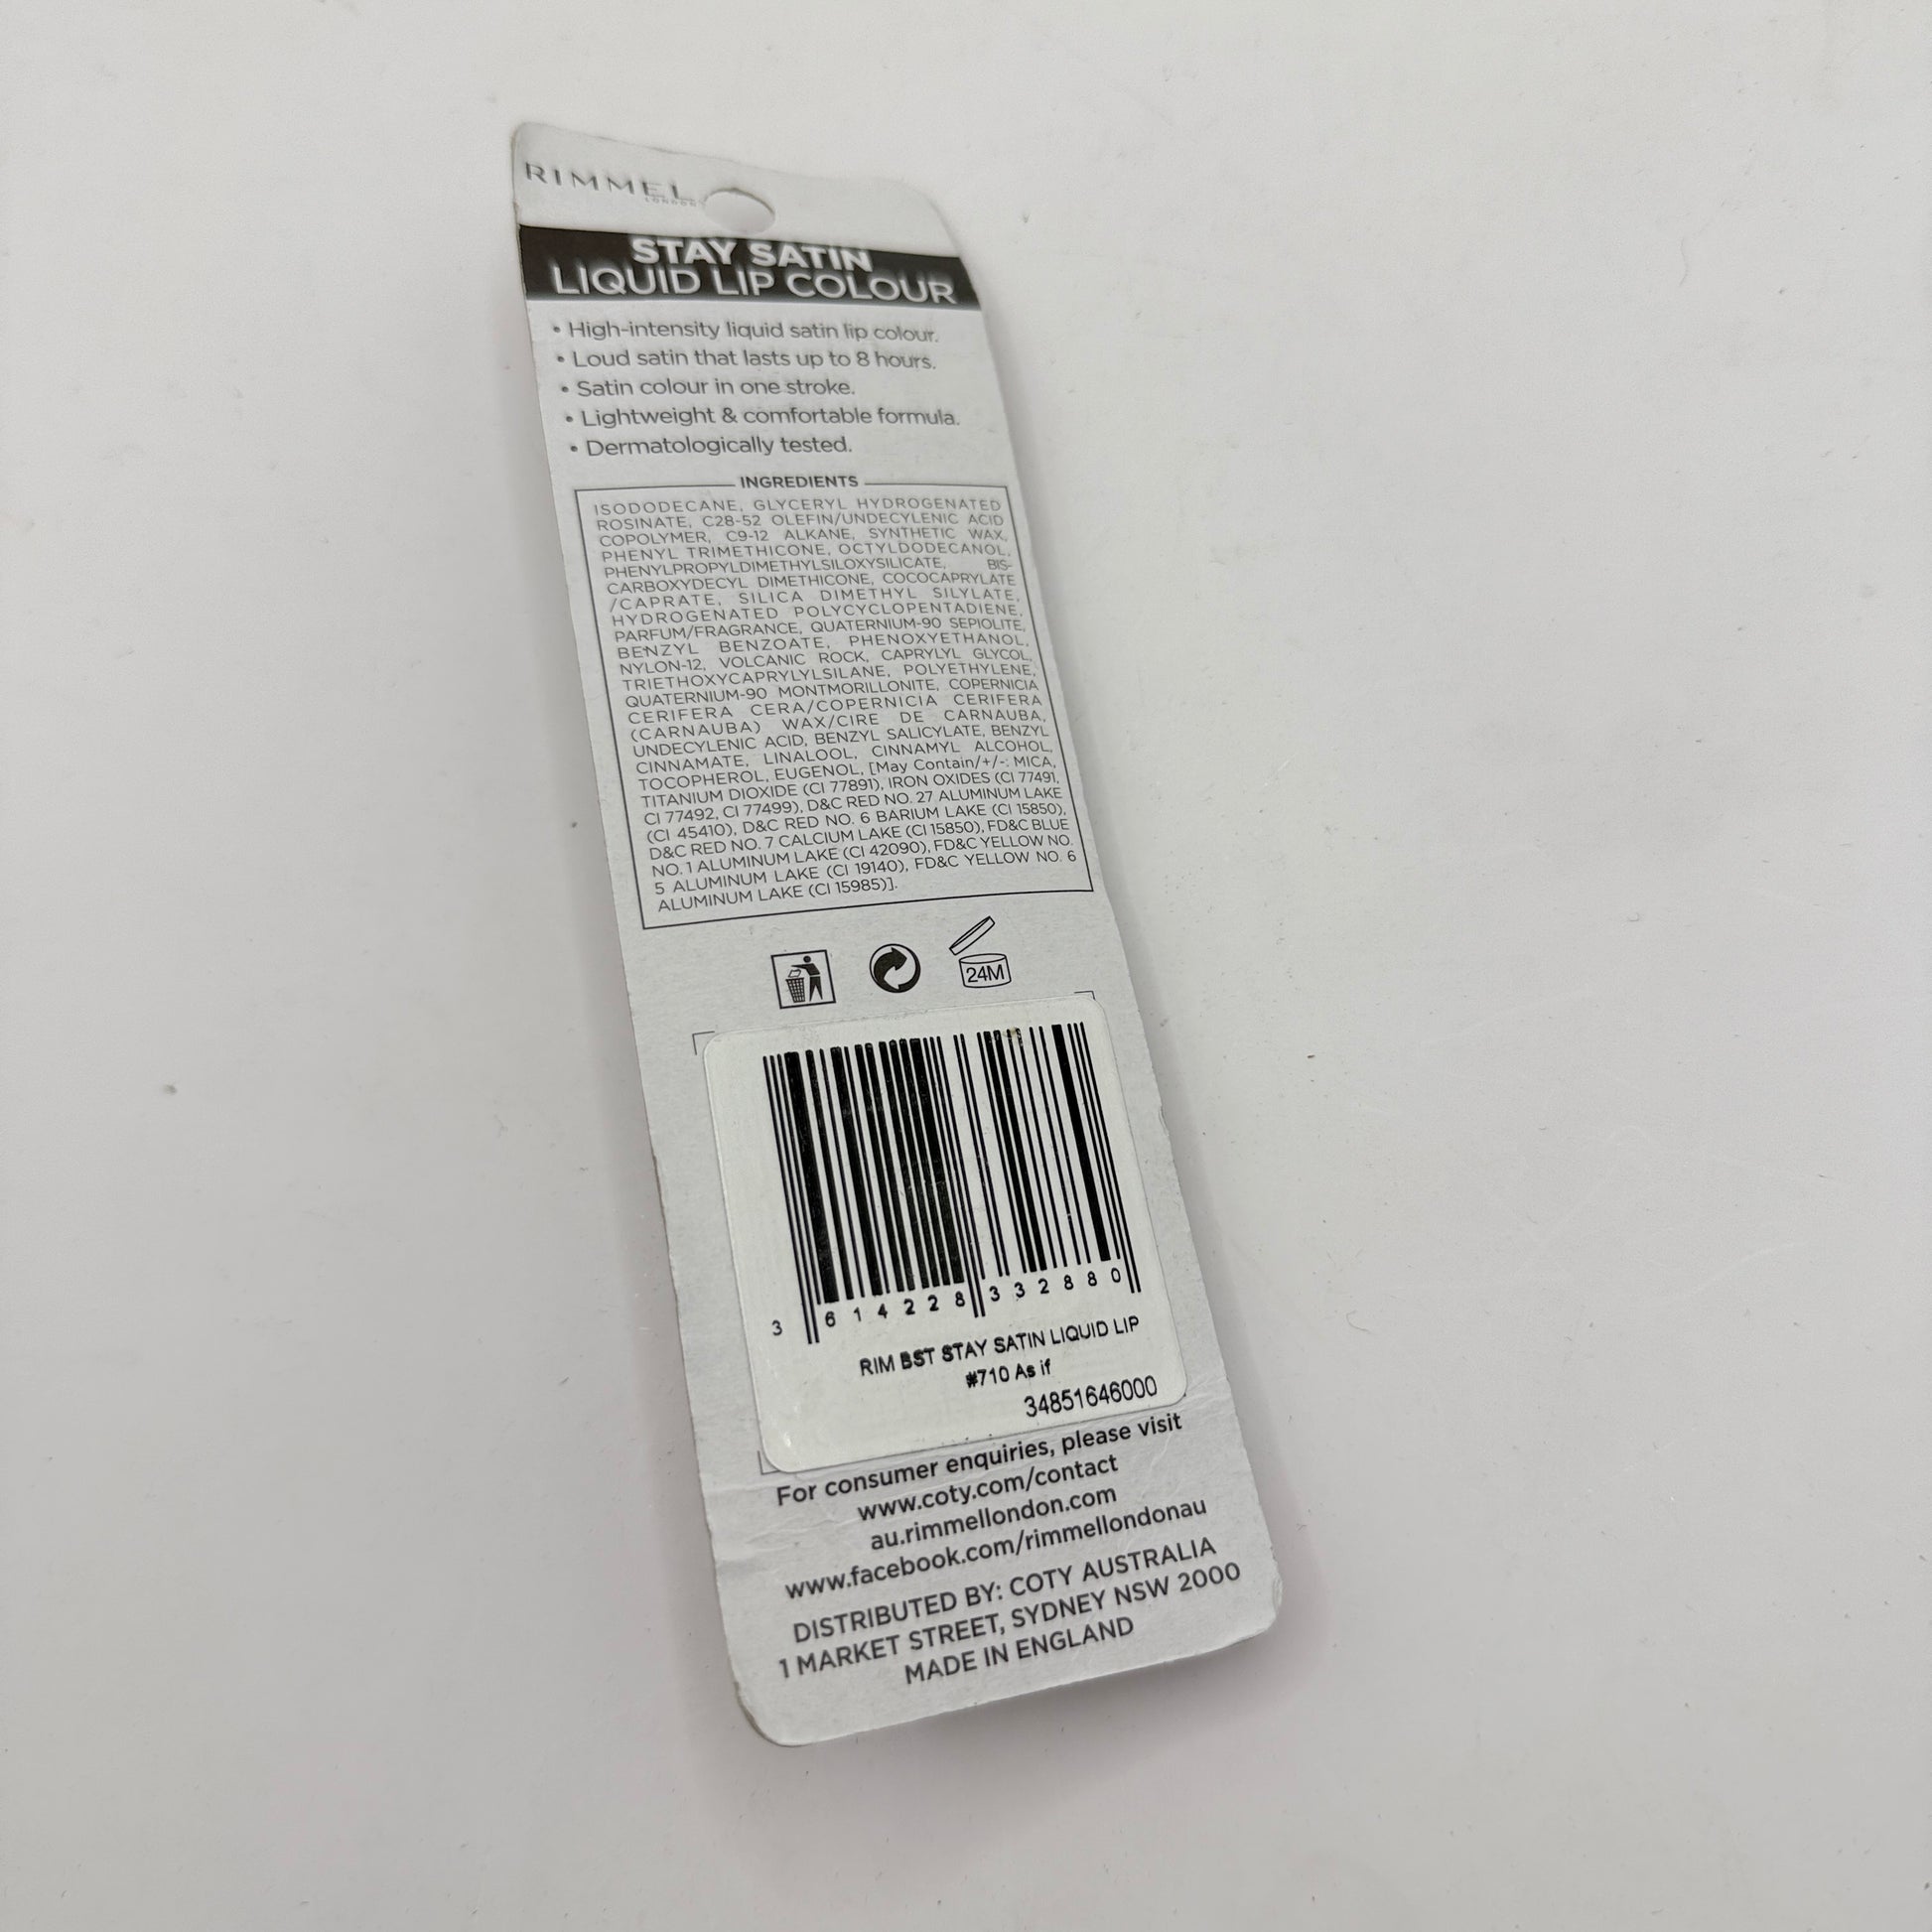 RIMMEL
LONDON
STAY SATIN
LIQUID LIP COLOUR
• High-intensity liquid satin lip colour.
• Loud satin that lasts up to 8 hours.
• Satin colour in one stroke.
• Lightweight & comfortable formula.
• Dermatologically tested.
INGREDIENTS
ISODODECANE, GLYCERYL HYDROGENATED
ROSINATE, C28-52 OLEFIN/UNDECYLENIC ACID
COPOLYMER, C9-12 ALKANE, SYNTHETIC WAX,
PHENYL TRIMETHICONE, OCTYLDODECANOL,
PHENYLPROPYLDIMETHYLSILOXYSILICATE, BIS-
CARBOXYDECYL DIMETHICONE, COCOCAPRYLATE
/CAPRATE, SILICA DIMETHYL SILYLATE,
HYDROGENATED POLYCYCLOPENTADIENE,
PARFUM/FRAGRANCE, QUATERNIUM-90 SEPIOLITE,
BENZYL BENZOATE, PHENOXYETHANOL,
NYLON-12, VOLCANIC ROCK, CAPRYLYL GLYCOL,
TRIETHOXYCAPRYLYLSILANE, POLYETHYLENE,
QUATERNIUM-90 MONTMORILLONITE, COPERNICIA
CERIFERA CERA/COPERNICIA CERIFERA
(CARNAUBA) WAX/CIRE DE CARNAUBA,
UNDECYLENIC ACID, BENZYL SALICYLATE, BENZYL
CINNAMATE, LINALOOL, CINNAMYL ALCOHOL,
TOCOPHEROL, EUGENOL, [May Contain/+/-: MICA,
TITANIUM DIOXIDE (CI 77891), IRON OXIDES (CI 77491,
CI 77492, CI 77499), D&C RED NO. 27 ALUMINUM LAKE
(CI 45410), D&C RED NO. 6 BARIUM LAKE (CI 15850),
D&C RED NO. 7 CALCIUM LAKE (CI 15850), FD&C BLUE
NO. 1 ALUMINUM LAKE (CI 42090), FD&C YELLOW NO.
5 ALUMINUM LAKE (CI 19140), FD&C YELLOW NO. 6
ALUMINUM LAKE (CI 15985)].
24M
3 614228 332880
RIM BST STAY SATIN LIQUID LIP
#710 As if
34851646000
For consumer enquiries, please visit
www.coty.com/contact
au.rimmellondon.com
www.facebook.com/rimmellondonau
DISTRIBUTED BY: COTY AUSTRALIA
1 MARKET STREET, SYDNEY NSW 2000
MADE IN ENGLAND